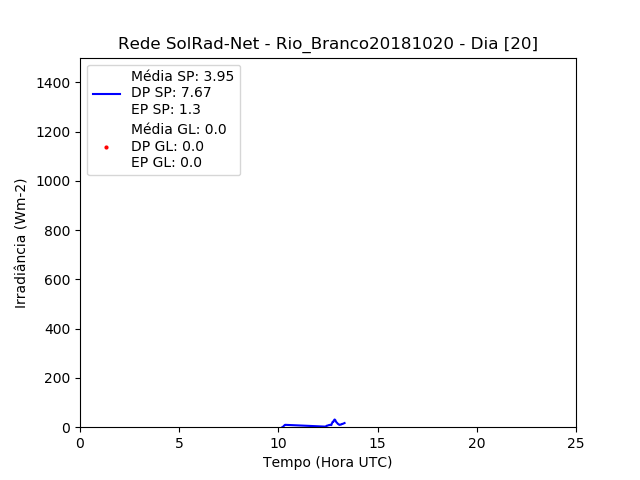 Rede SolRad-Net - Rio_Branco20181020 - Dia [20]
Média SP: 3.95
DP SP: 7.67
EP SP: 1.3
Média GL: 0.0
DP GL: 0.0
EP GL: 0.0
Irradiância (Wm-2)
1400
1200
1000
800
600
400
200
0
0 5 10 15 20 25
Tempo (Hora UTC)